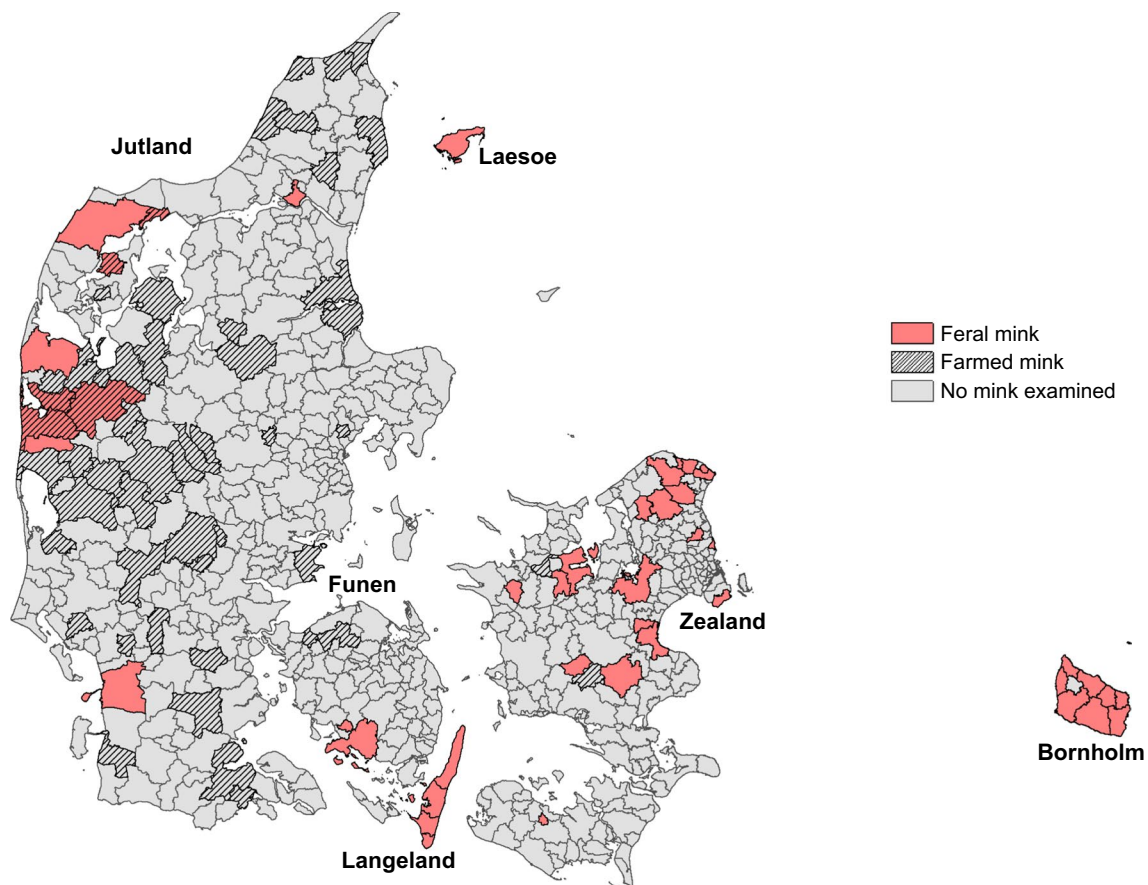 Jutland
Laesoe
Feral mink
Farmed mink
No mink examined
Funen
Zealand
Bornholm
Langeland